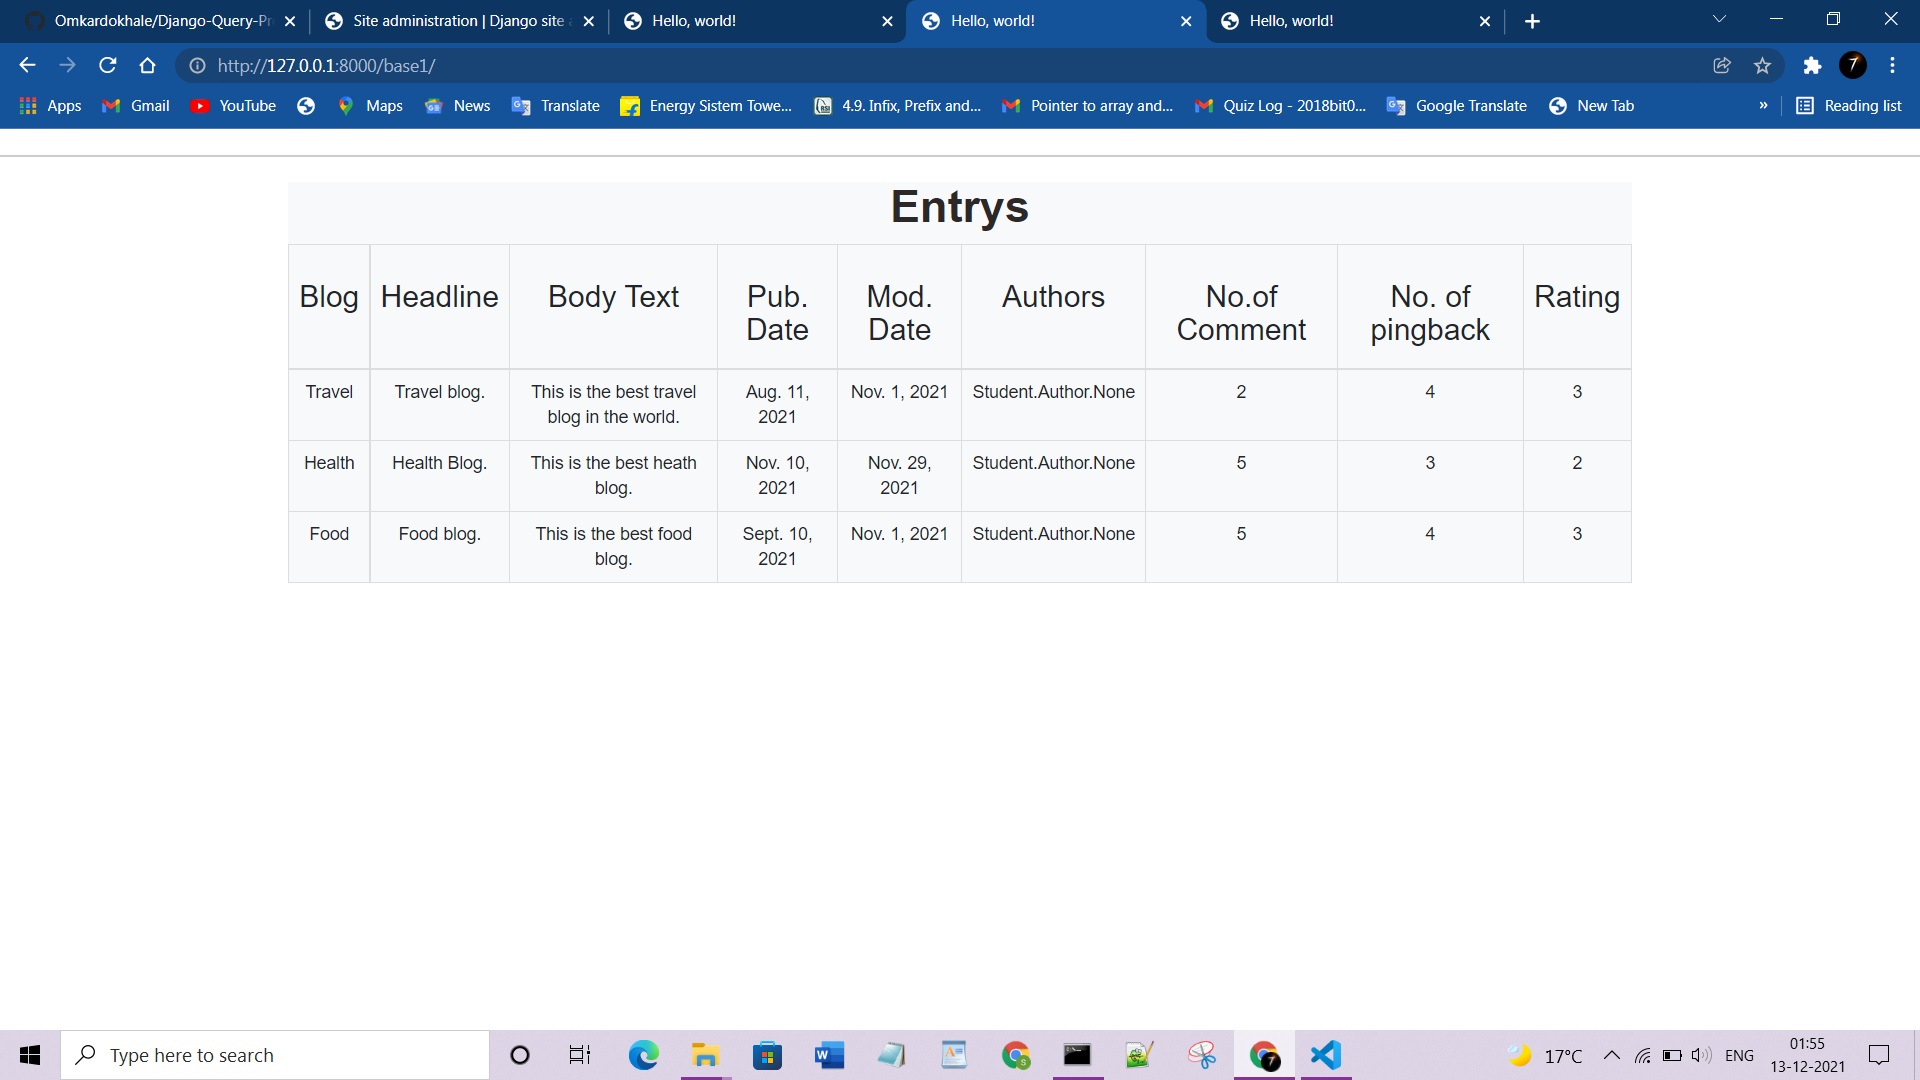 Omkardokhale/Django-Query-Pr
Site administration | Django site a
Hello, world!
Hello, world!
Hello, world!
http://127.0.0.1:8000/base1/
Apps
Gmail
YouTube
Maps
News
Translate
Energy Sistem Towe...
4.9. Infix, Prefix and...
Pointer to array and...
Quiz Log - 2018bit0...
Google Translate
New Tab
»
Reading list
Entrys
Blog
Headline
Body Text
Pub.
Date
Mod.
Date
Authors
No.of
Comment
No. of
pingback
Rating
Travel
Travel blog.
This is the best travel
blog in the world.
Aug. 11,
2021
Nov. 1, 2021
Student.Author.None
2
4
3
Health
Health Blog.
This is the best heath
blog.
Nov. 10,
2021
Nov. 29,
2021
Student.Author.None
5
3
2
Food
Food blog.
This is the best food
blog.
Sept. 10,
2021
Nov. 1, 2021
Student.Author.None
5
4
3
Type here to search
17°C
ENG
01:55
13-12-2021